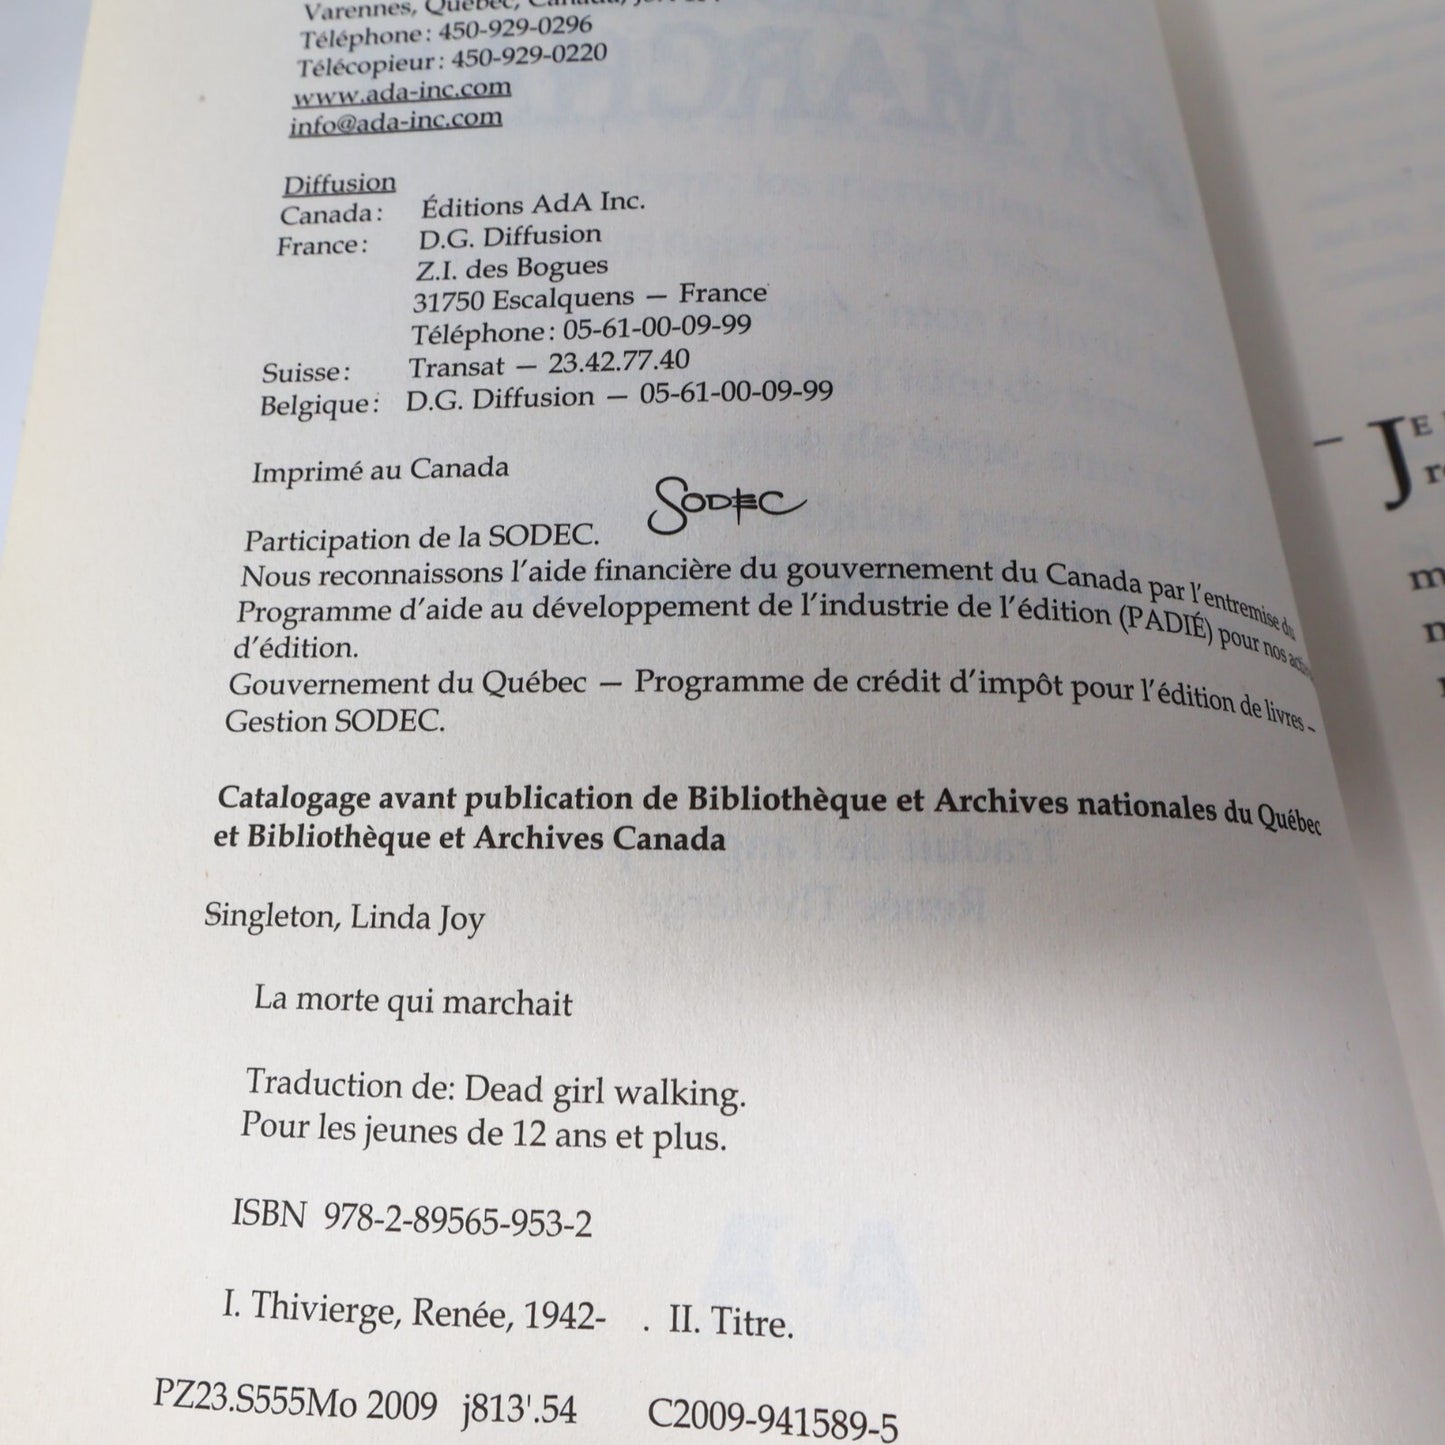 Varennes, Québec, Canada,
Téléphone : 450-929-0296
Télécopieur : 450-929-0220
www.ada-inc.com
info@ada-inc.com
Diffusion
Canada : Éditions AdA Inc.
France : D.G. Diffusion
Z.I. des Bogues
31750 Escalquens — France
Téléphone : 05-61-00-09-99
Suisse : Transat — 23.42.77.40
Belgique : D.G. Diffusion — 05-61-00-09-99
Imprimé au Canada
SODEC
Participation de la SODEC.
Nous reconnaissons l'aide financière du gouvernement du Canada par l'entremise du
Programme d'aide au développement de l'industrie de l'édition (PADIÉ) pour nos
d'édition.
Gouvernement du Québec — Programme de crédit d'impôt pour l'édition de livres –
Gestion SODEC.
Catalogage avant publication de Bibliothèque et Archives nationales du Québec
et Bibliothèque et Archives Canada
Singleton, Linda Joy
La morte qui marchait
Traduction de: Dead girl walking.
Pour les jeunes de 12 ans et plus.
ISBN 978-2-89565-953-2
I. Thivierge, Renée, 1942- . II. Titre.
PZ23.S555Mo 2009 j813'.54 C2009-941589-5
— JE